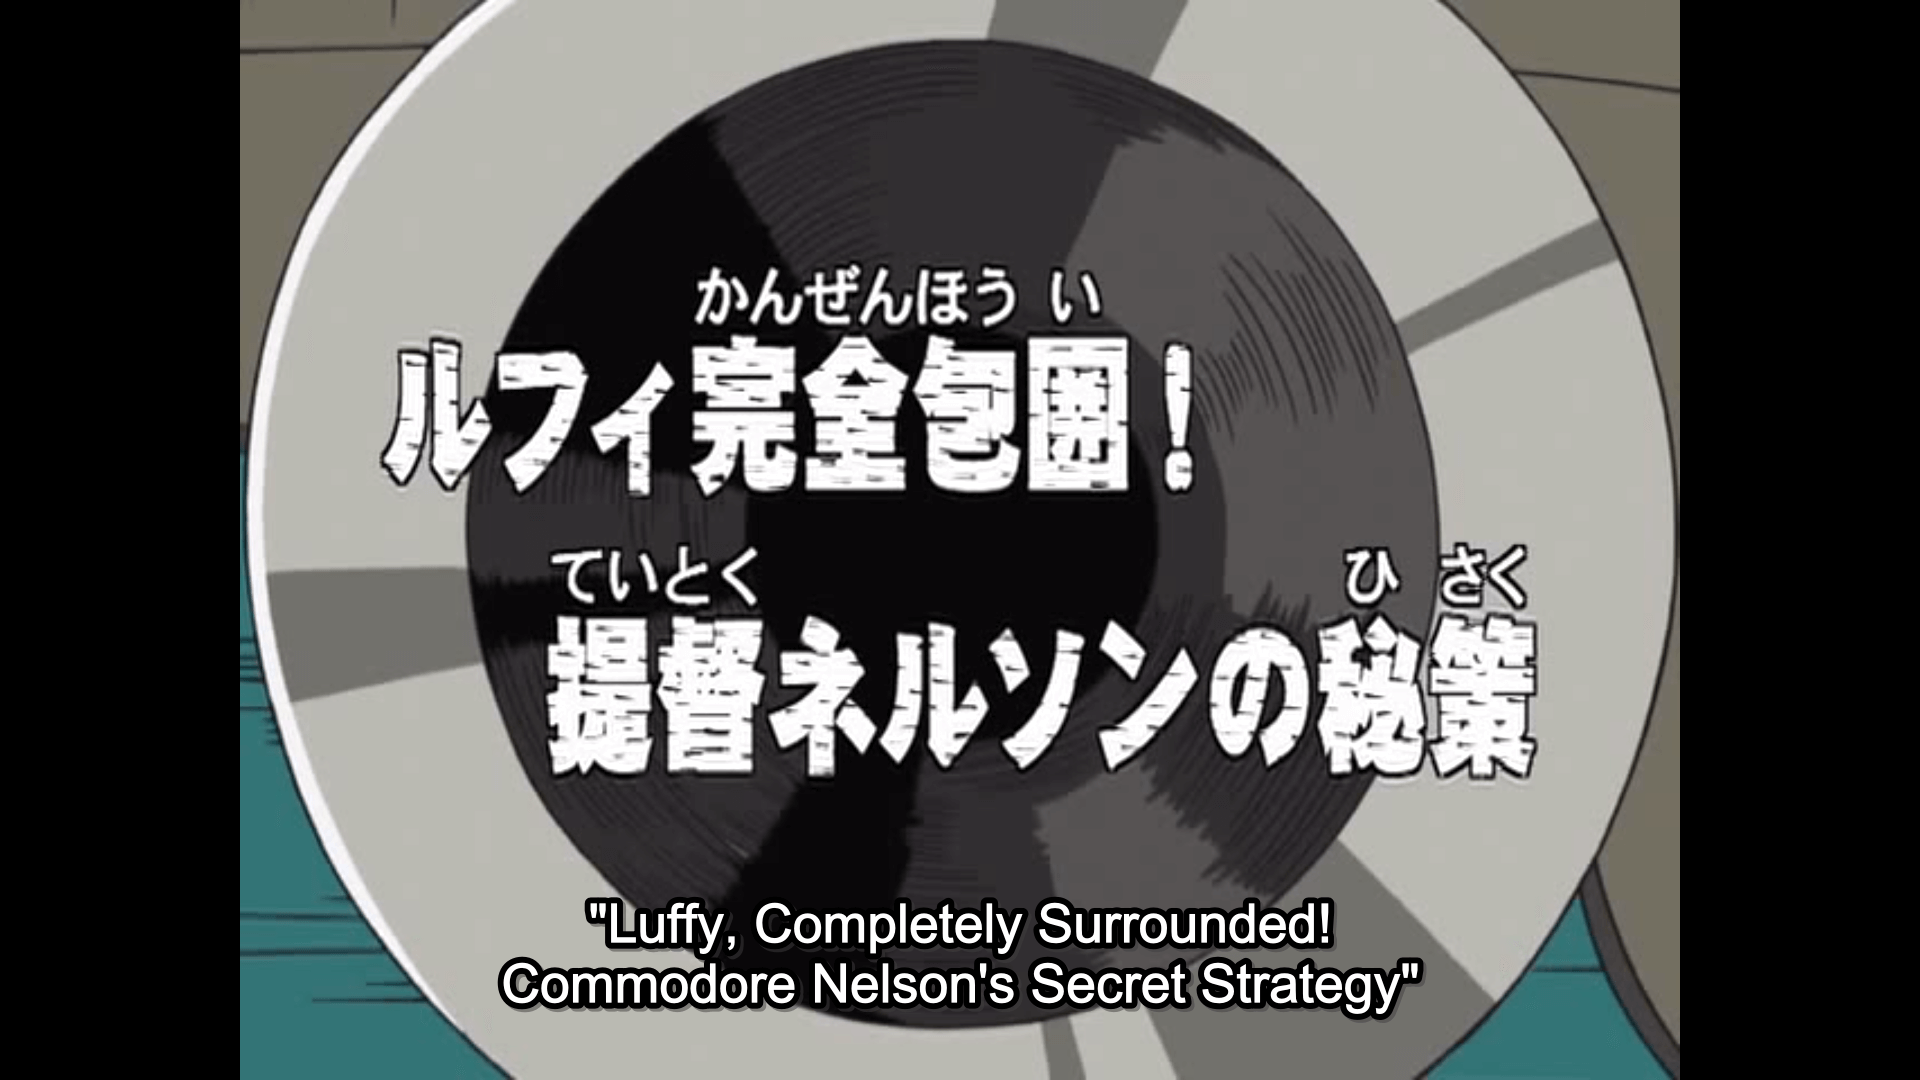 かんぜんほうい
ルフィ完全包囲!
ていとく ひさく
提督ネルソンの秘策
"Luffy, Completely Surrounded!
Commodore Nelson's Secret Strategy"